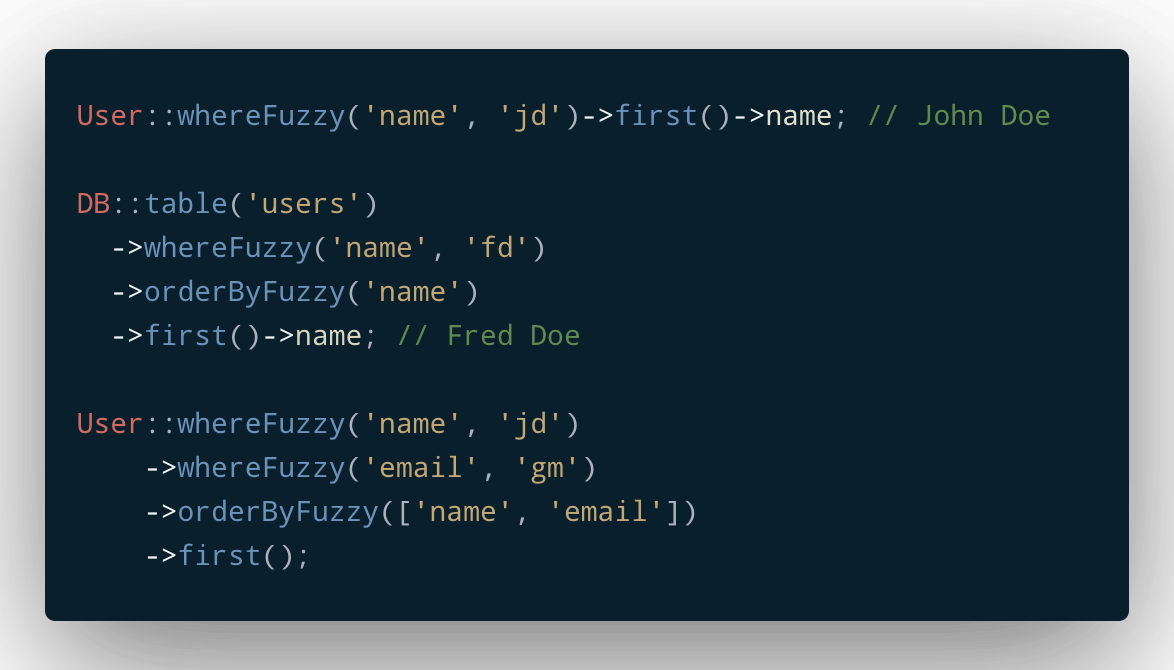 User::whereFuzzy('name', 'jd')->first()->name; // John Doe
DB::table('users')
  ->whereFuzzy('name', 'fd')
  ->orderByFuzzy('name')
  ->first()->name; // Fred Doe
User::whereFuzzy('name', 'jd')
    ->whereFuzzy('email', 'gm')
    ->orderByFuzzy(['name', 'email'])
    ->first();